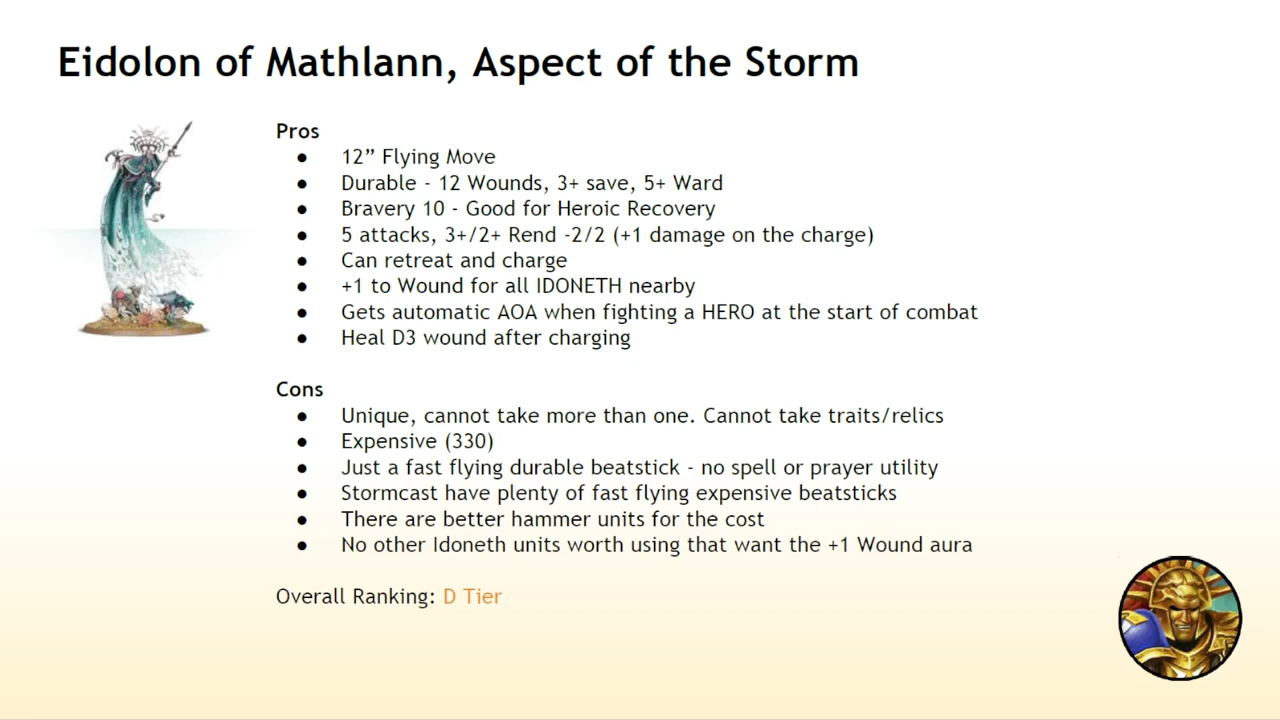 Eidolon of Mathlann, Aspect of the Storm
Pros
● 12” Flying Move
● Durable - 12 Wounds, 3+ save, 5+ Ward
● Bravery 10 - Good for Heroic Recovery
● 5 attacks, 3+/2+ Rend -2/2 (+1 damage on the charge)
● Can retreat and charge
● +1 to Wound for all IDONETH nearby
● Gets automatic AOA when fighting a HERO at the start of combat
● Heal D3 wound after charging
Cons
● Unique, cannot take more than one. Cannot take traits/relics
● Expensive (330)
● Just a fast flying durable beatstick - no spell or prayer utility
● Stormcast have plenty of fast flying expensive beatsticks
● There are better hammer units for the cost
● No other Idoneth units worth using that want the +1 Wound aura
Overall Ranking: D Tier